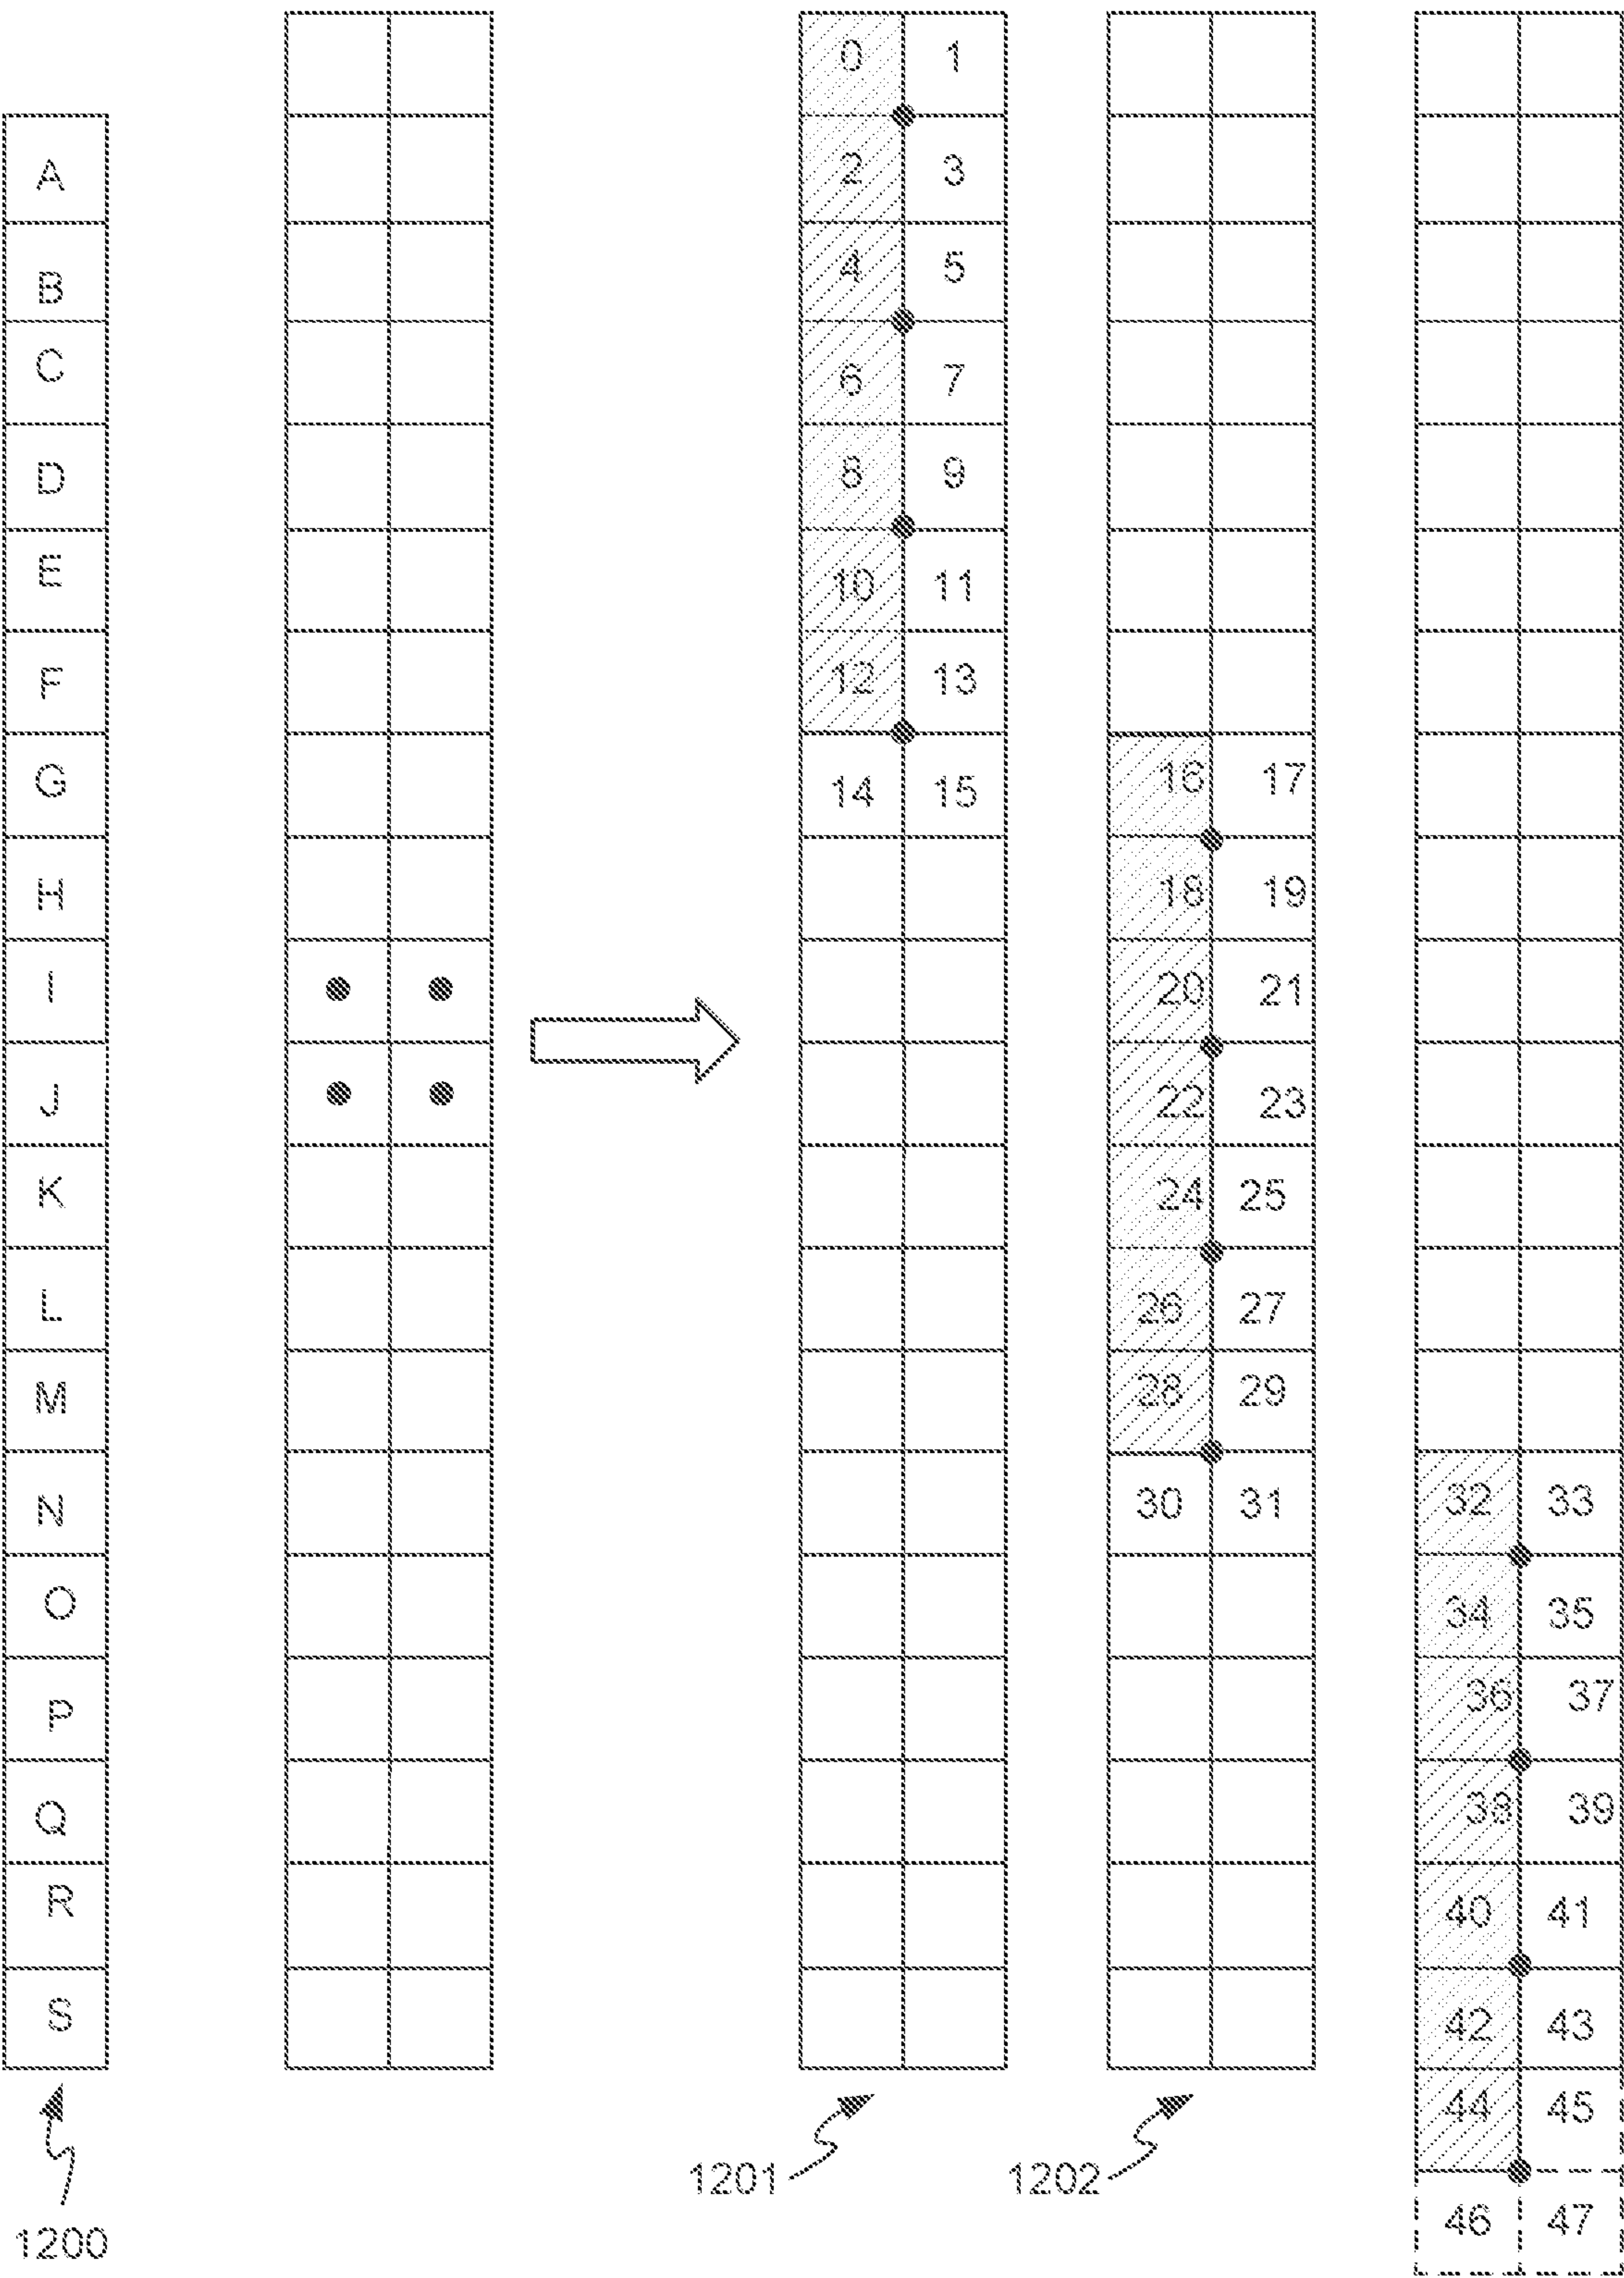 0 1
A 2 3
B 4 5
C 6 7
D 8 9
E 10 11
F 12 13
G 14 15 16 17
H 18 19
I 20 21
J 22 23
K 24 25
L 26 27
M 28 29
N 30 31 32 33
O 34 35
P 36 37
Q 38 39
R 40 41
S 42 43
44 45
1201 1202
1200 46 47